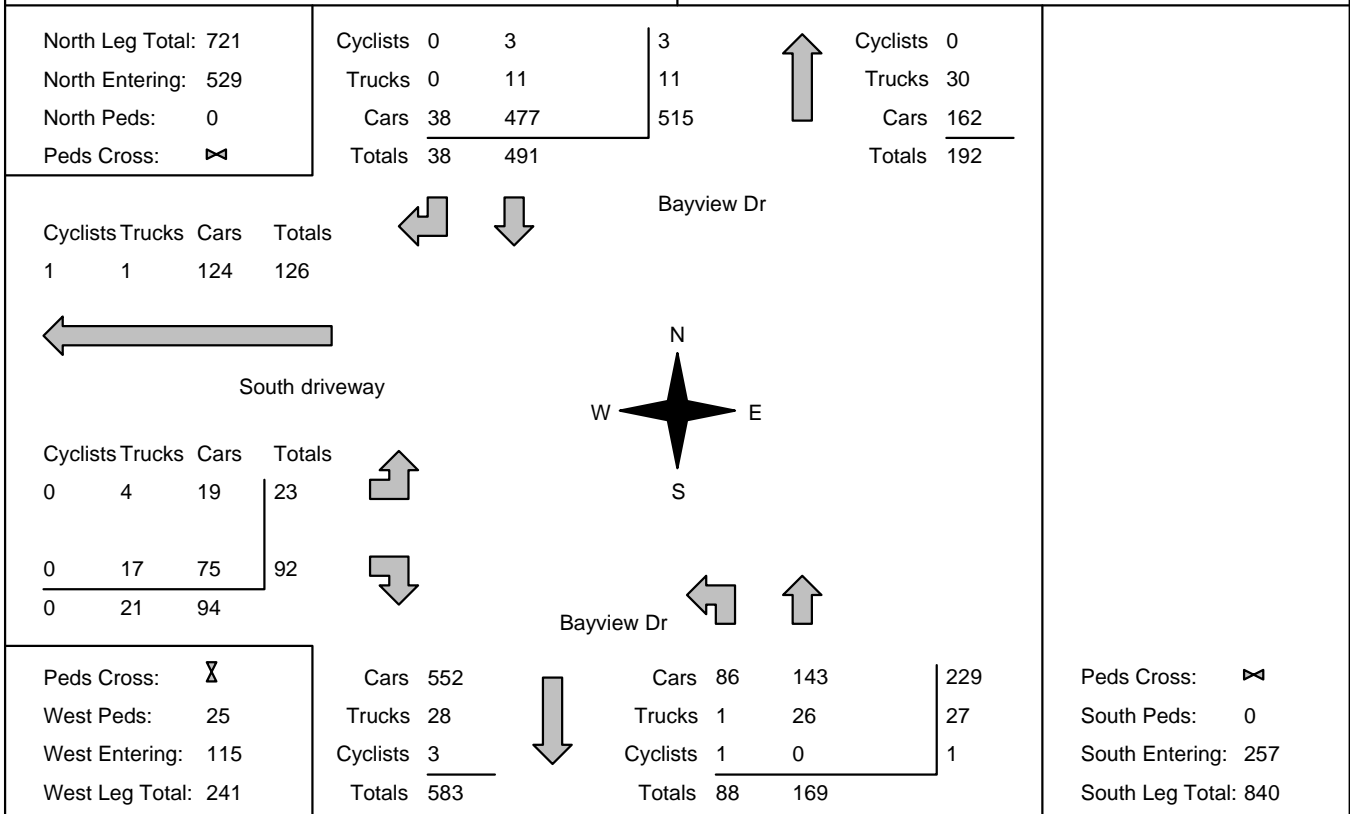 North Leg Total: 721
North Entering: 529
North Peds: 0
Peds Cross:
Cyclists 0 3 3
Trucks 0 11 11
Cars 38 477 515
Totals 38 491
Cyclists 0
Trucks 30
Cars 162
Totals 192
Bayview Dr
Cyclists Trucks Cars Totals
1 1 124 126
South driveway
N
W E
S
Cyclists Trucks Cars Totals
0 4 19 23
0 17 75 92
0 21 94
Bayview Dr
Peds Cross:
West Peds: 25
West Entering: 115
West Leg Total: 241
Cars 552
Trucks 28
Cyclists 3
Totals 583
Cars 86 143 229
Trucks 1 26 27
Cyclists 1 0 1
Totals 88 169
Peds Cross:
South Peds: 0
South Entering: 257
South Leg Total: 840